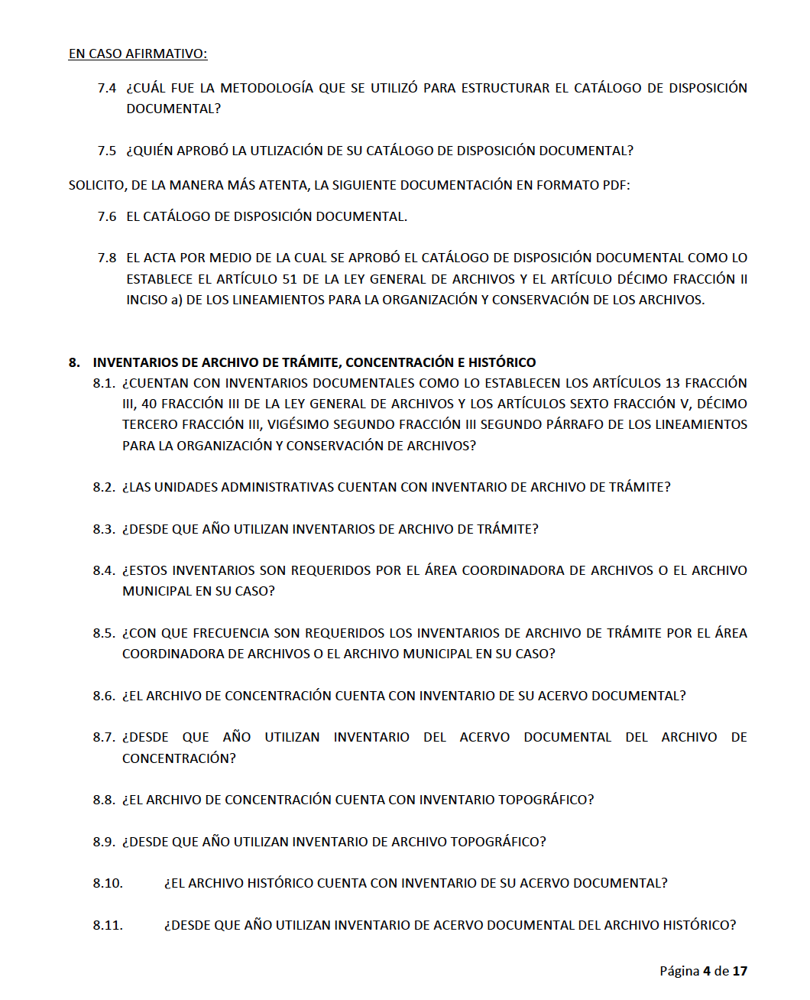 EN CASO AFIRMATIVO:
7.4 ¿CUÁL FUE LA METODOLOGÍA QUE SE UTILIZÓ PARA ESTRUCTURAR EL CATÁLOGO DE DISPOSICIÓN
DOCUMENTAL?
7.5 ¿QUIÉN APROBÓ LA UTLIZACIÓN DE SU CATÁLOGO DE DISPOSICIÓN DOCUMENTAL?
SOLICITO, DE LA MANERA MÁS ATENTA, LA SIGUIENTE DOCUMENTACIÓN EN FORMATO PDF:
7.6 EL CATÁLOGO DE DISPOSICIÓN DOCUMENTAL.
7.8 EL ACTA POR MEDIO DE LA CUAL SE APROBÓ EL CATÁLOGO DE DISPOSICIÓN DOCUMENTAL COMO LO
ESTABLECE EL ARTÍCULO 51 DE LA LEY GENERAL DE ARCHIVOS Y EL ARTÍCULO DÉCIMO FRACCIÓN II
INCISO a) DE LOS LINEAMIENTOS PARA LA ORGANIZACIÓN Y CONSERVACIÓN DE LOS ARCHIVOS.
8. INVENTARIOS DE ARCHIVO DE TRÁMITE, CONCENTRACIÓN E HISTÓRICO
8.1. ¿CUENTAN CON INVENTARIOS DOCUMENTALES COMO LO ESTABLECEN LOS ARTÍCULOS 13 FRACCIÓN
III, 40 FRACCIÓN III DE LA LEY GENERAL DE ARCHIVOS Y LOS ARTÍCULOS SEXTO FRACCIÓN V, DÉCIMO
TERCERO FRACCIÓN III, VIGÉSIMO SEGUNDO FRACCIÓN III SEGUNDO PÁRRAFO DE LOS LINEAMIENTOS
PARA LA ORGANIZACIÓN Y CONSERVACIÓN DE ARCHIVOS?
8.2. ¿LAS UNIDADES ADMINISTRATIVAS CUENTAN CON INVENTARIO DE ARCHIVO DE TRÁMITE?
8.3. ¿DESDE QUE AÑO UTILIZAN INVENTARIOS DE ARCHIVO DE TRÁMITE?
8.4. ¿ESTOS INVENTARIOS SON REQUERIDOS POR EL ÁREA COORDINADORA DE ARCHIVOS O EL ARCHIVO
MUNICIPAL EN SU CASO?
8.5. ¿CON QUE FRECUENCIA SON REQUERIDOS LOS INVENTARIOS DE ARCHIVO DE TRÁMITE POR EL ÁREA
COORDINADORA DE ARCHIVOS O EL ARCHIVO MUNICIPAL EN SU CASO?
8.6. ¿EL ARCHIVO DE CONCENTRACIÓN CUENTA CON INVENTARIO DE SU ACERVO DOCUMENTAL?
8.7. ¿DESDE QUE AÑO UTILIZAN INVENTARIO DEL ACERVO DOCUMENTAL DEL ARCHIVO DE
CONCENTRACIÓN?
8.8. ¿EL ARCHIVO DE CONCENTRACIÓN CUENTA CON INVENTARIO TOPOGRÁFICO?
8.9. ¿DESDE QUE AÑO UTILIZAN INVENTARIO DE ARCHIVO TOPOGRÁFICO?
8.10. ¿EL ARCHIVO HISTÓRICO CUENTA CON INVENTARIO DE SU ACERVO DOCUMENTAL?
8.11. ¿DESDE QUE AÑO UTILIZAN INVENTARIO DE ACERVO DOCUMENTAL DEL ARCHIVO HISTÓRICO?
Página 4 de 17